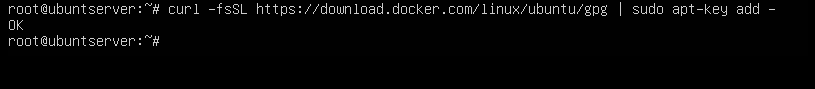 root@ubuntserver:~# curl -fsSL https://download.docker.com/linux/ubuntu/gpg | sudo apt-key add -
OK
root@ubuntserver:~#